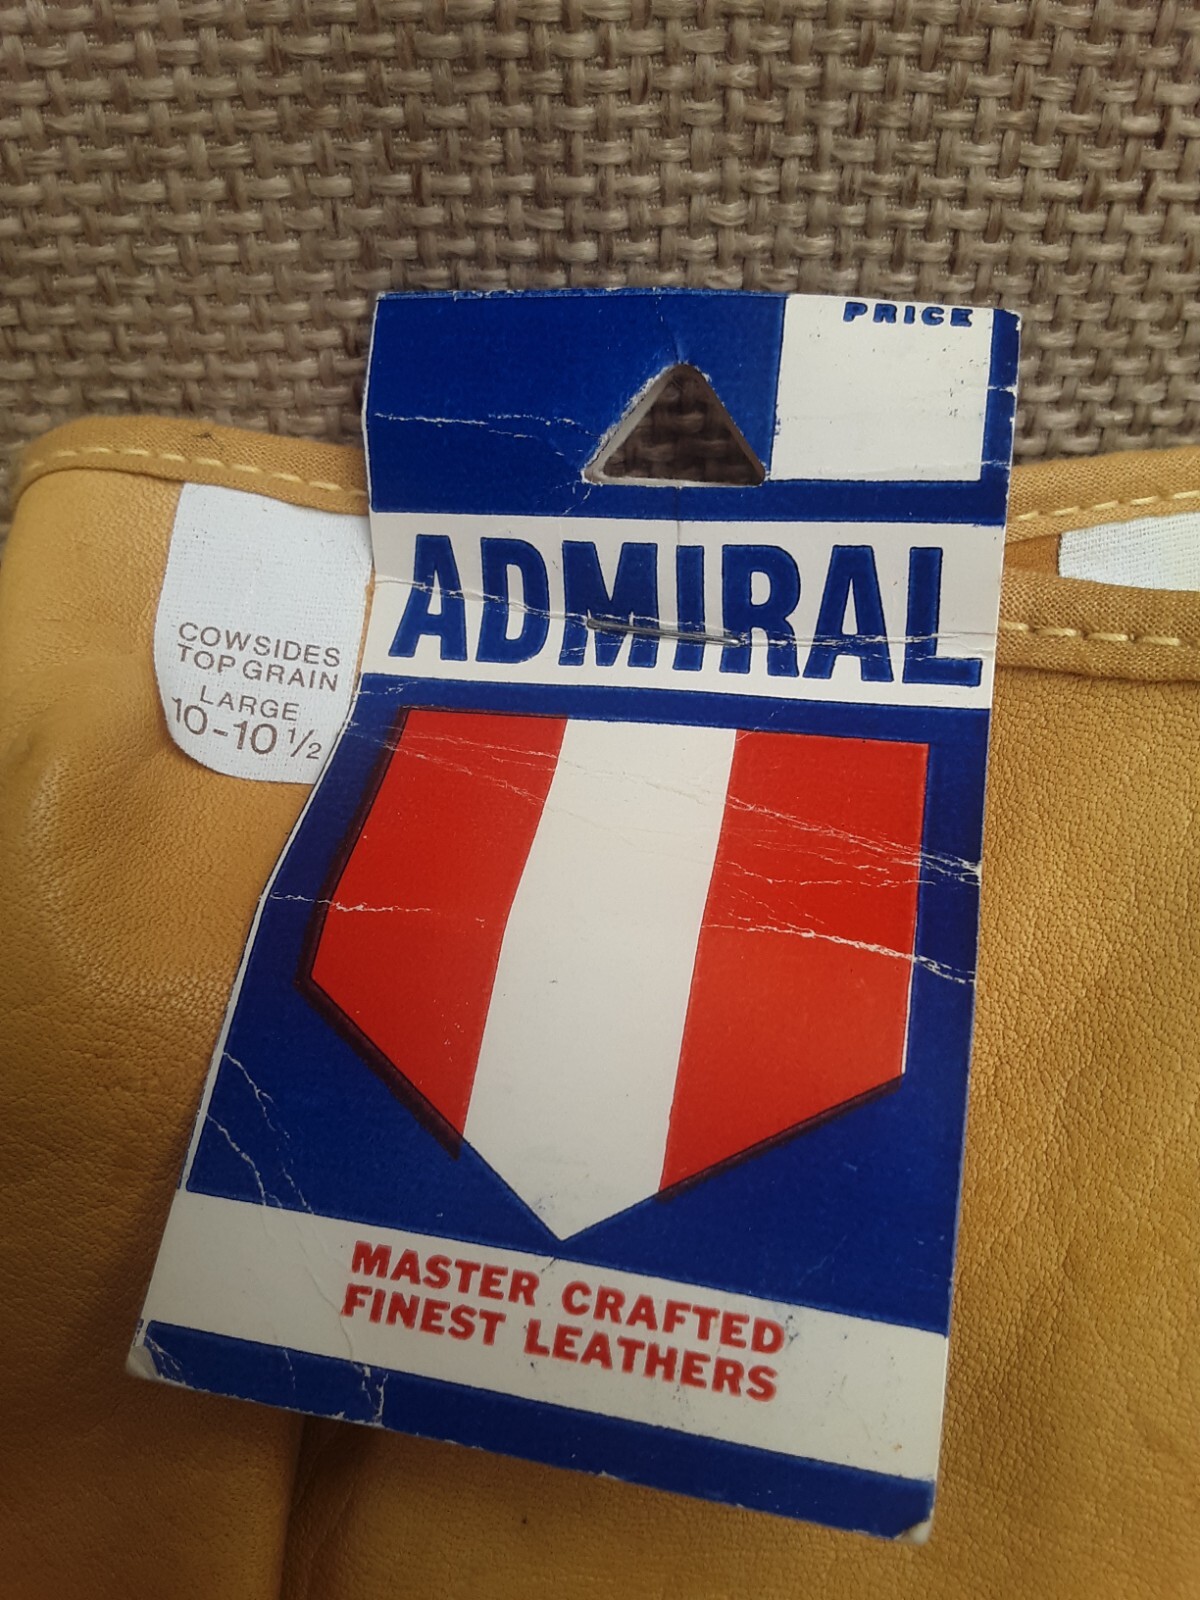 PRICE
ADMIRAL
COWSIDES
TOP GRAIN
LARGE
10-10 1/2
MASTER CRAFTED
FINEST LEATHERS